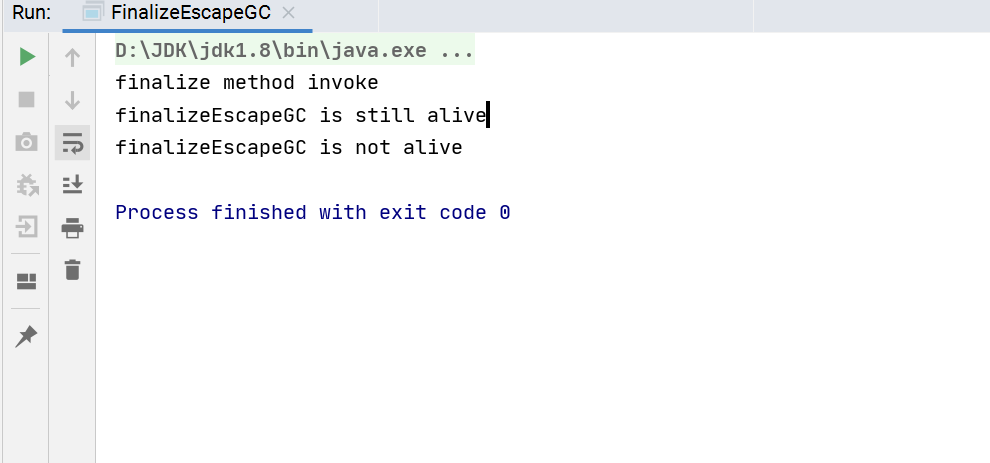 Run: FinalizeEscapeGC
D:\JDK\jdk1.8\bin\java.exe ...
finalize method invoke
finalizeEscapeGC is still alive
finalizeEscapeGC is not alive
Process finished with exit code 0